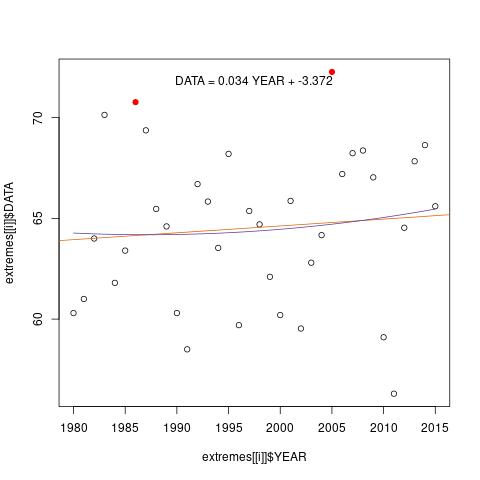 DATA = 0.034 YEAR + -3.372
70
65
60
extremes[[i]]$DATA
1980 1985 1990 1995 2000 2005 2010 2015
extremes[[i]]$YEAR